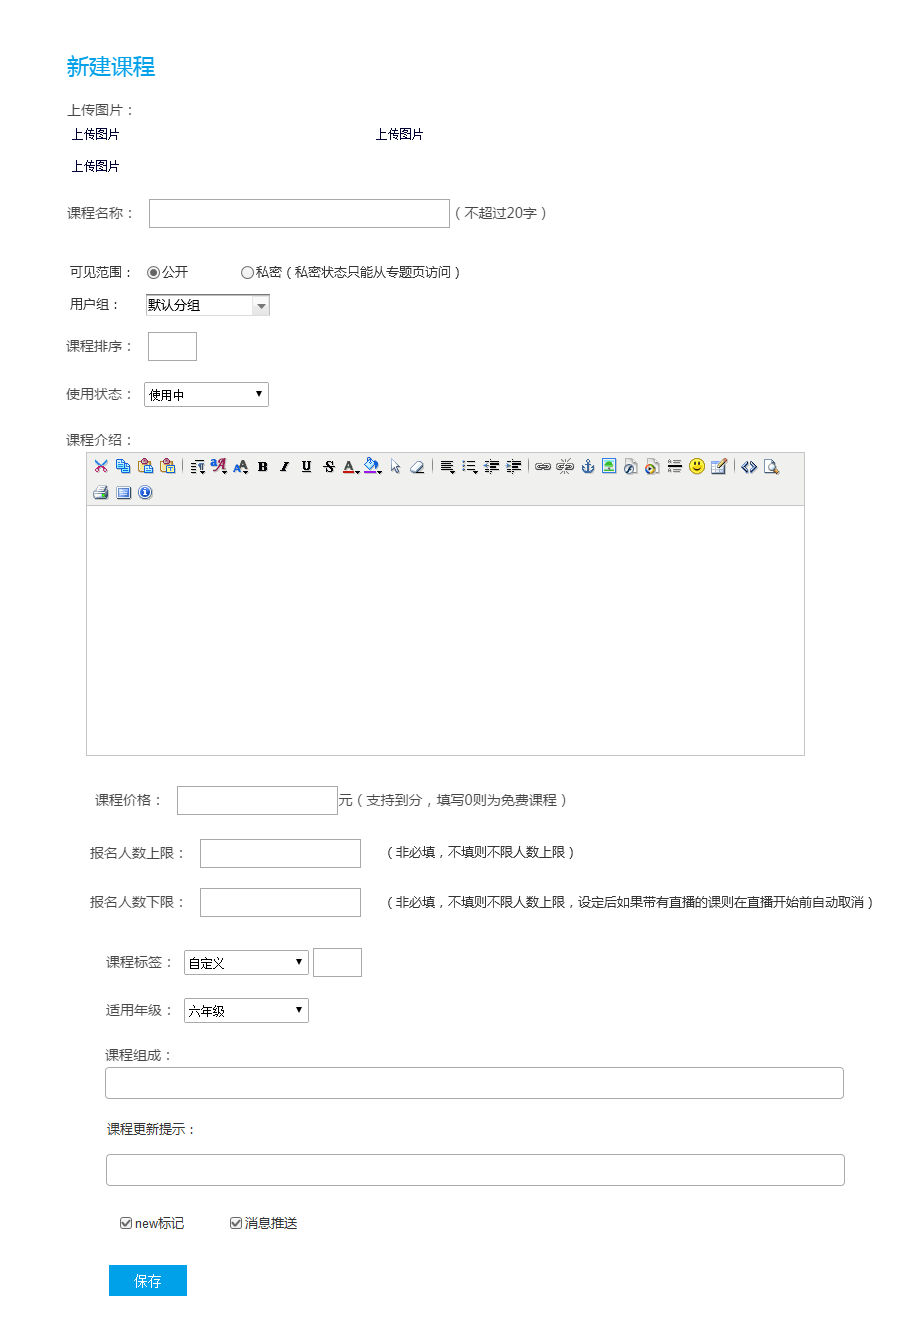 新建课程
上传图片：
上传图片 上传图片
上传图片
课程名称： （不超过20字）
可见范围： 公开 私密（私密状态只能从专题页访问）
用户组： 默认分组
课程排序：
使用状态： 使用中
课程介绍：
课程价格： 元（支持到分，填写0则为免费课程）
报名人数上限： （非必填，不填则不限人数上限）
报名人数下限： （非必填，不填则不限人数上限，设定后如果带有直播的课则在直播开始前自动取消）
课程标签： 自定义
适用年级： 六年级
课程组成：
课程更新提示：
new标记 消息推送
保存